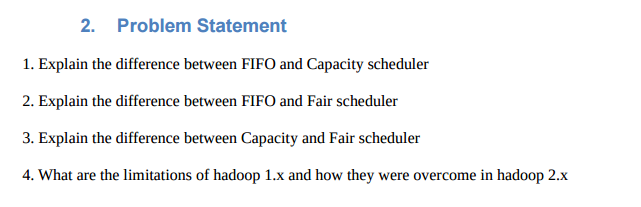 2. Problem Statement
1. Explain the difference between FIFO and Capacity scheduler
2. Explain the difference between FIFO and Fair scheduler
3. Explain the difference between Capacity and Fair scheduler
4. What are the limitations of hadoop 1.x and how they were overcome in hadoop 2.x